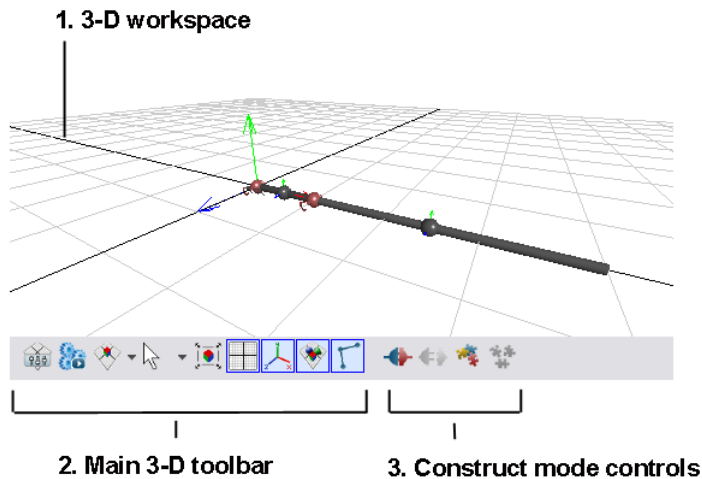 1. 3-D workspace
2. Main 3-D toolbar
3. Construct mode controls